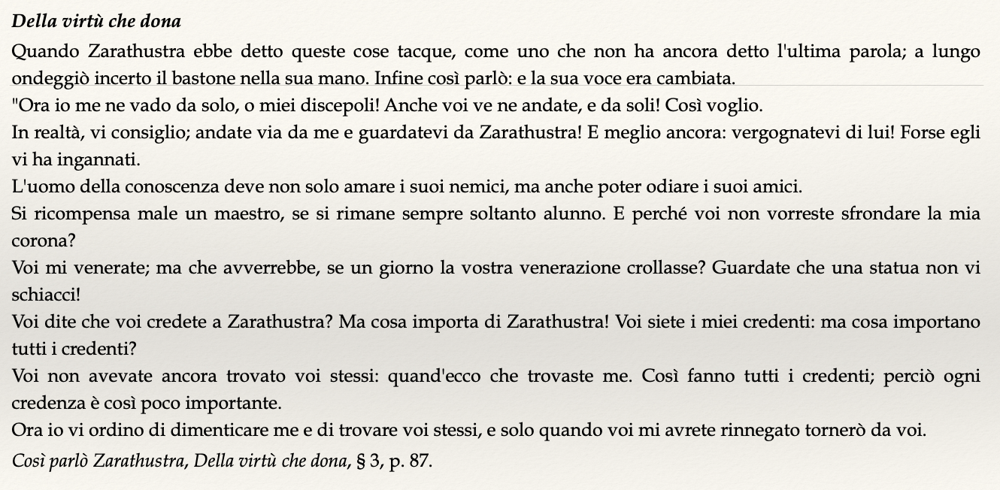 Della virtù che dona
Quando Zarathustra ebbe detto queste cose tacque, come uno che non ha ancora detto l'ultima parola; a lungo
ondeggiò incerto il bastone nella sua mano. Infine così parlò: e la sua voce era cambiata.
"Ora io me ne vado da solo, o miei discepoli! Anche voi ve ne andate, e da soli! Così voglio.
In realtà, vi consiglio; andate via da me e guardatevi da Zarathustra! E meglio ancora: vergognatevi di lui! Forse egli
vi ha ingannati.
L'uomo della conoscenza deve non solo amare i suoi nemici, ma anche poter odiare i suoi amici.
Si ricompensa male un maestro, se si rimane sempre soltanto alunno. E perché voi non vorreste sfrondare la mia
corona?
Voi mi venerate; ma che avverrebbe, se un giorno la vostra venerazione crollasse? Guardate che una statua non vi
schiacci!
Voi dite che voi credete a Zarathustra? Ma cosa importa di Zarathustra! Voi siete i miei credenti: ma cosa importano
tutti i credenti?
Voi non avevate ancora trovato voi stessi: quand'ecco che trovaste me. Così fanno tutti i credenti; perciò ogni
credenza è così poco importante.
Ora io vi ordino di dimenticare me e di trovare voi stessi, e solo quando voi mi avrete rinnegato tornerò da voi.
Così parlò Zarathustra, Della virtù che dona, § 3, p. 87.